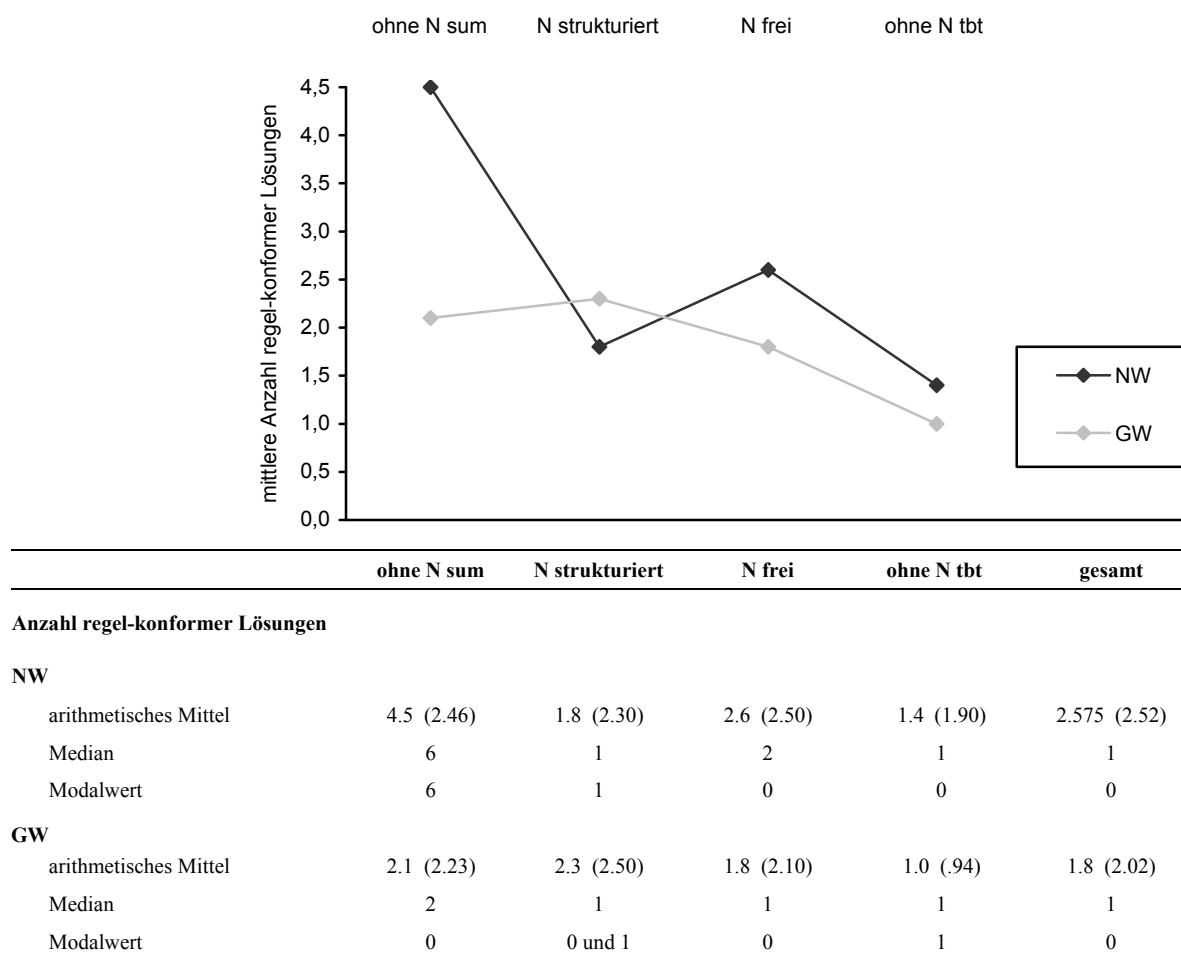 ohne N sum N strukturiert N frei ohne N tbt
mittlere Anzahl regel-konformer Lösungen
4,5
4,0
3,5
3,0
2,5
2,0
1,5
1,0
0,5
0,0
NW
GW
ohne N sum N strukturiert N frei ohne N tbt gesamt
Anzahl regel-konformer Lösungen
NW
arithmetisches Mittel 4.5 (2.46) 1.8 (2.30) 2.6 (2.50) 1.4 (1.90) 2.575 (2.52)
Median 6 1 2 1 1
Modalwert 6 1 0 0 0
GW
arithmetisches Mittel 2.1 (2.23) 2.3 (2.50) 1.8 (2.10) 1.0 (.94) 1.8 (2.02)
Median 2 1 1 1 1
Modalwert 0 0 und 1 0 1 0